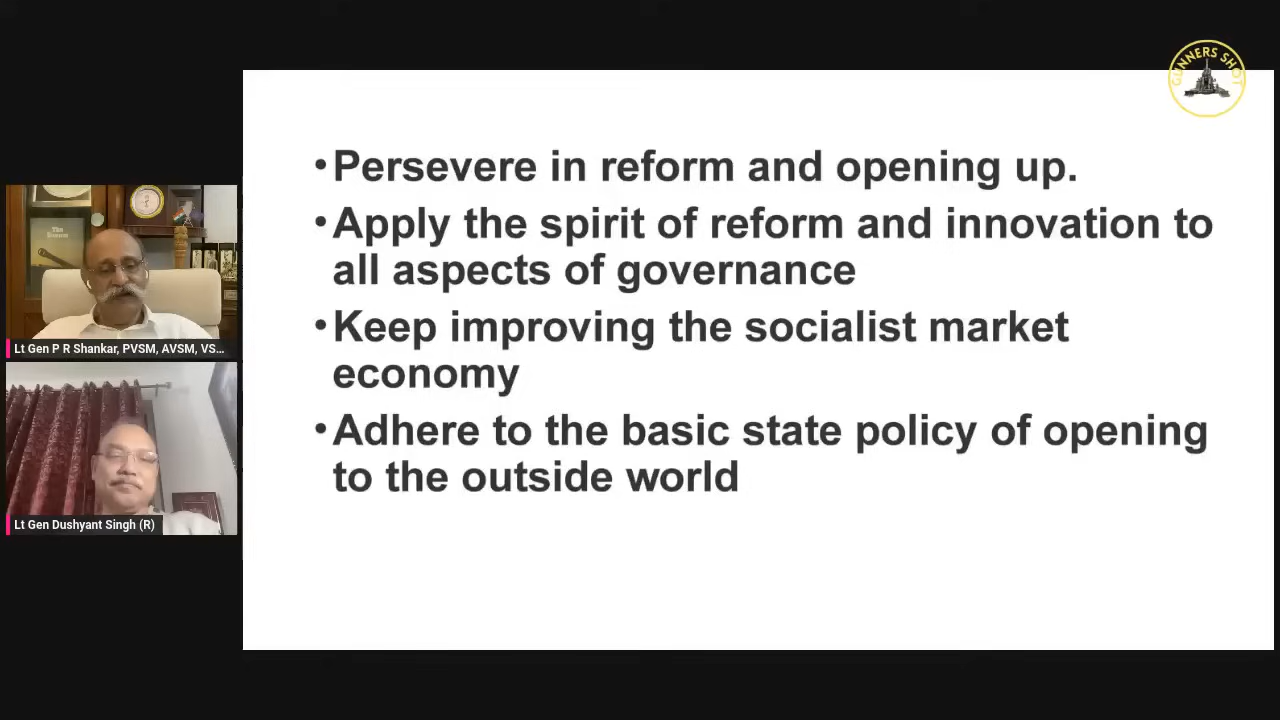 GUNNERS SHOT
•Persevere in reform and opening up.
•Apply the spirit of reform and innovation to
all aspects of governance
•Keep improving the socialist market
economy
•Adhere to the basic state policy of opening
to the outside world
Lt Gen P R Shankar, PVSM, AVSM, VS...
Lt Gen Dushyant Singh (R)